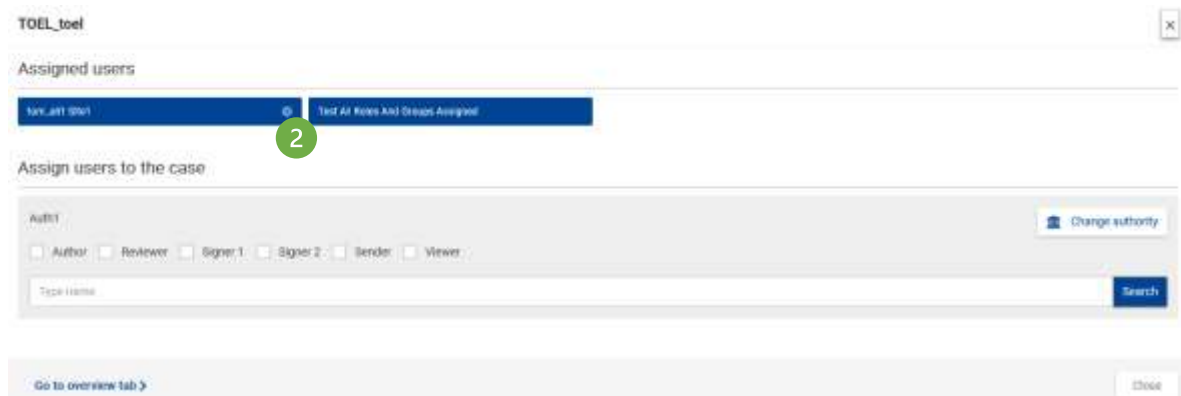 TOEL_toel
×
Assigned users
Test All Roles And Groups Assigned
2
Assign users to the case
Auth1
Change authority
Author Reviewer Signer 1 Signer 2 Sender Viewer
Type name
Search
Go to overview tab >
Close